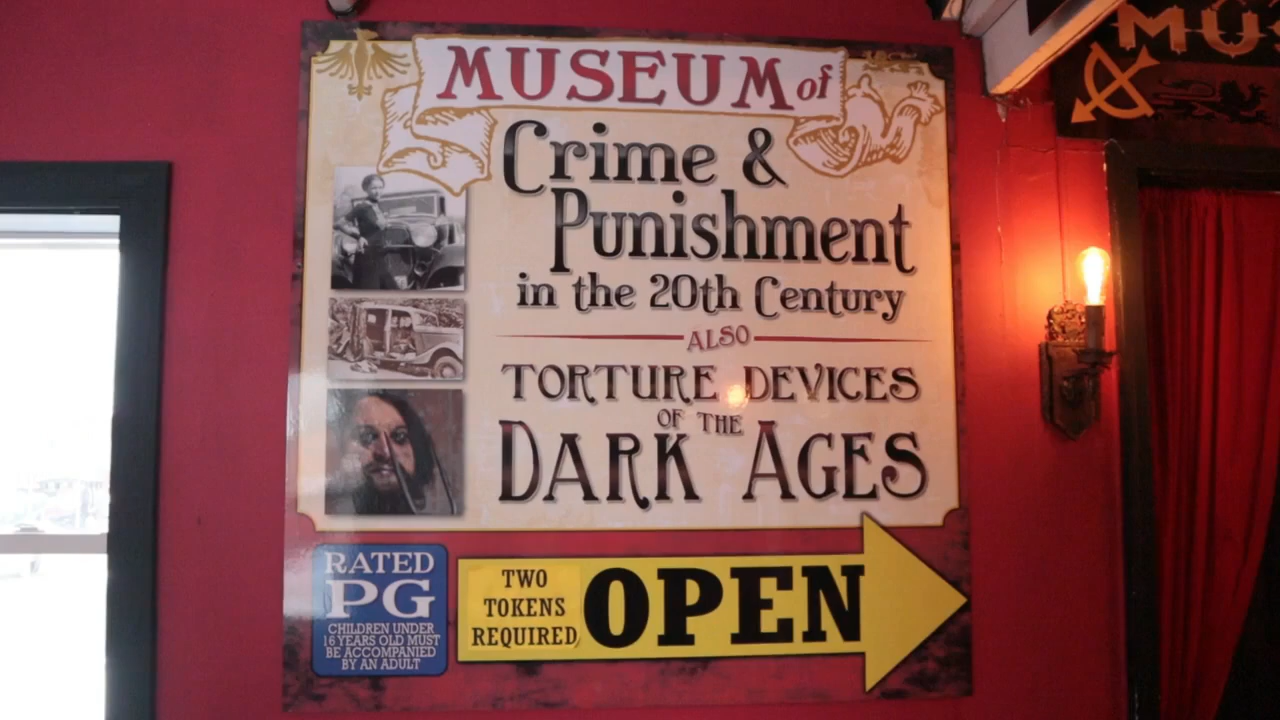 MUSEUM of
Crime &
Punishment
in the 20th Century
ALSO
TORTURE DEVICES
OF THE
DARK AGES
RATED
PG
CHILDREN UNDER
16 YEARS OLD MUST
BE ACCOMPANIED
BY AN ADULT
TWO
TOKENS
REQUIRED
OPEN